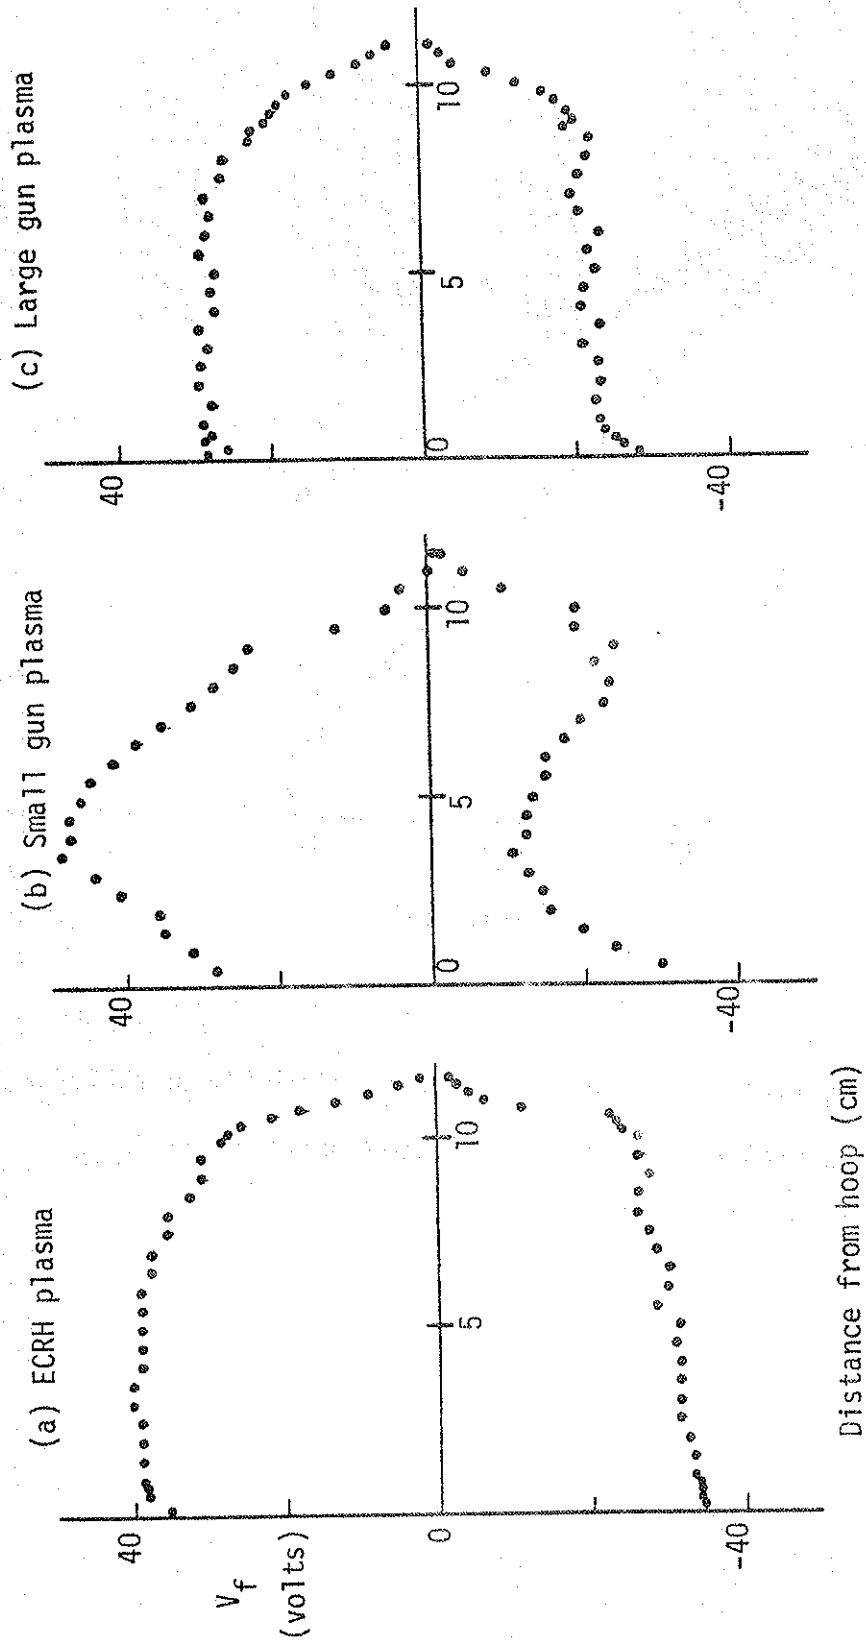 (a) ECRH plasma
40
V_f
(volts)
0
-40
5
10
(b) Small gun plasma
40
-40
0
5
10
(c) Large gun plasma
40
-40
0
5
10
Distance from hoop (cm)